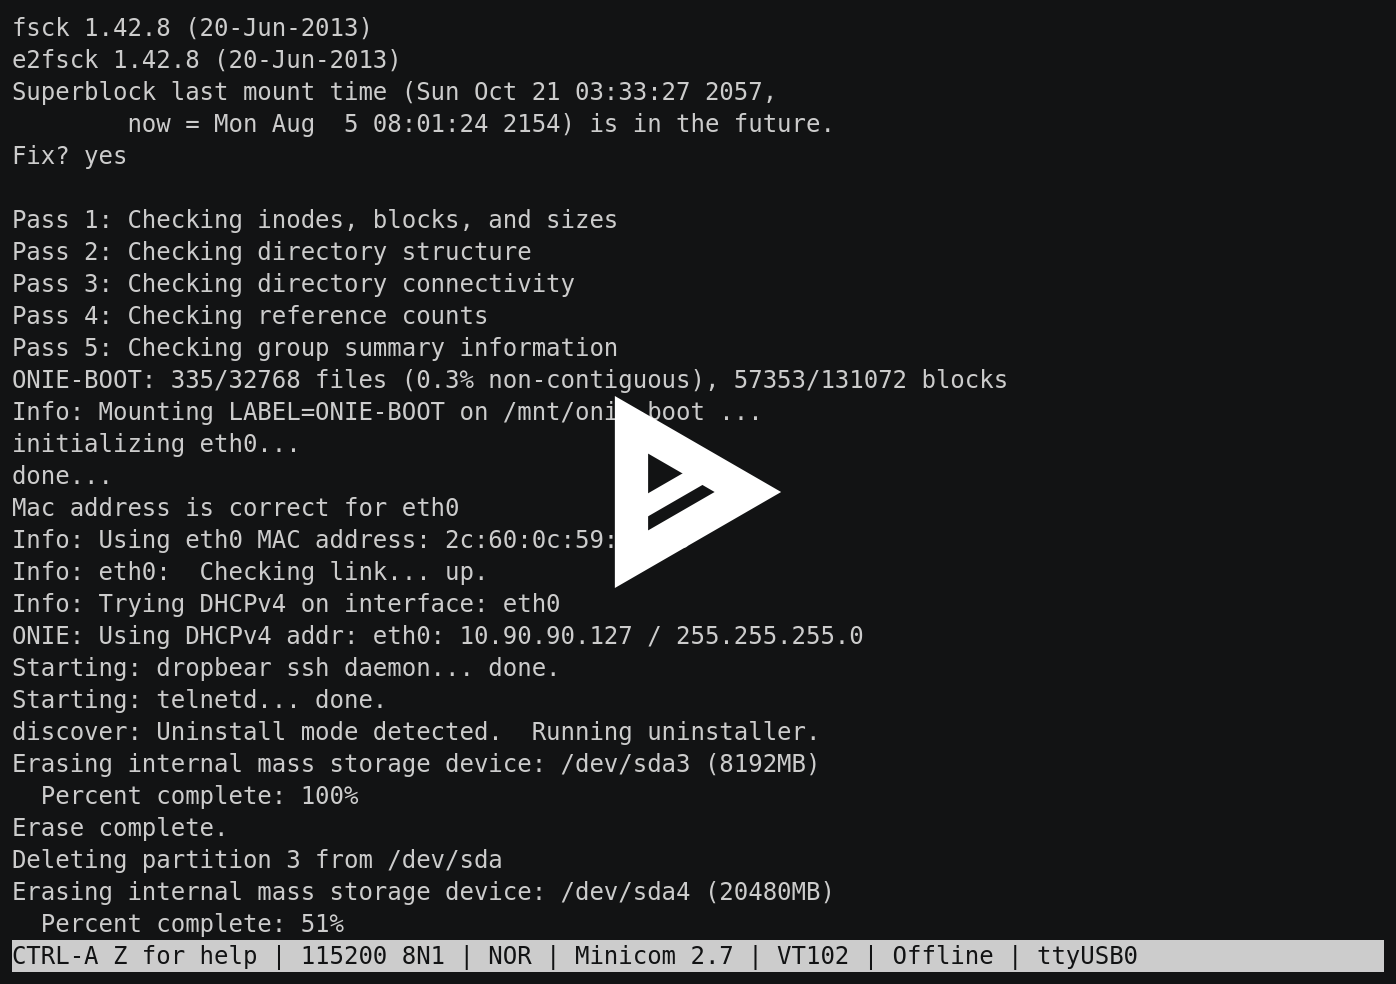 fsck 1.42.8 (20-Jun-2013)
e2fsck 1.42.8 (20-Jun-2013)
Superblock last mount time (Sun Oct 21 03:33:27 2057,
        now = Mon Aug  5 08:01:24 2154) is in the future.
Fix? yes

Pass 1: Checking inodes, blocks, and sizes
Pass 2: Checking directory structure
Pass 3: Checking directory connectivity
Pass 4: Checking reference counts
Pass 5: Checking group summary information
ONIE-BOOT: 335/32768 files (0.3% non-contiguous), 57353/131072 blocks
Info: Mounting LABEL=ONIE-BOOT on /mnt/onie-boot ...
initializing eth0...
done...
Mac address is correct for eth0
Info: Using eth0 MAC address: 2c:60:0c:59:
Info: eth0:  Checking link... up.
Info: Trying DHCPv4 on interface: eth0
ONIE: Using DHCPv4 addr: eth0: 10.90.90.127 / 255.255.255.0
Starting: dropbear ssh daemon... done.
Starting: telnetd... done.
discover: Uninstall mode detected.  Running uninstaller.
Erasing internal mass storage device: /dev/sda3 (8192MB)
  Percent complete: 100%
Erase complete.
Deleting partition 3 from /dev/sda
Erasing internal mass storage device: /dev/sda4 (20480MB)
  Percent complete: 51%
CTRL-A Z for help | 115200 8N1 | NOR | Minicom 2.7 | VT102 | Offline | ttyUSB0